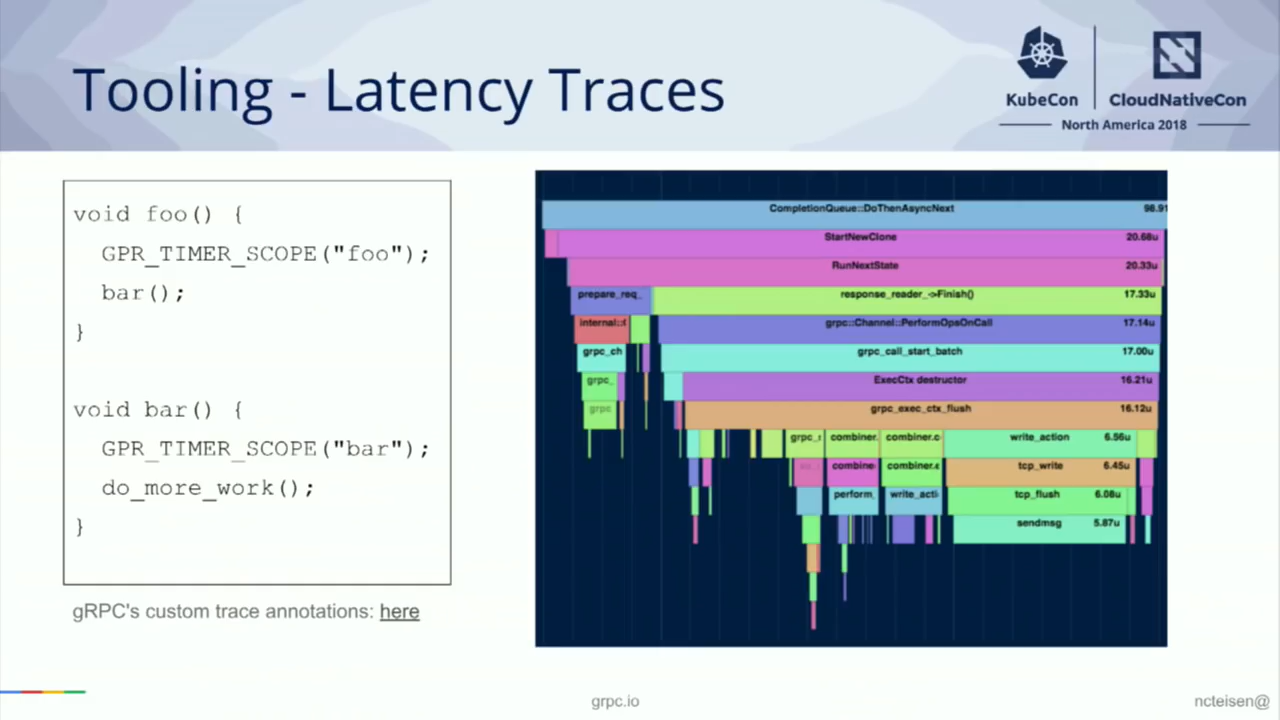 Tooling - Latency Traces
KubeCon
CloudNativeCon
North America 2018
void foo() {
GPR_TIMER_SCOPE("foo");
bar();
}
void bar() {
GPR_TIMER_SCOPE("bar");
do_more_work();
}
gRPC's custom trace annotations: here
CompletionQueue::DoThenAsyncNext 98.91
StartNewClone 20.68u
RunNextState 20.33u
prepare_req_ response_reader_->Finish() 17.33u
internal:: grpc::Channel::PerformOpsOnCall 17.14u
grpc_ch grpc_call_start_batch 17.00u
grpc_ ExecCtx destructor 16.21u
grpc grpc_exec_ctx_flush 16.12u
grpc_ combiner. combiner.c write_action 6.56u
combine combiner.e tcp_write 6.45u
perform_ write_acti tcp_flush 6.08u
sendmsg 5.87u
grpc.io
ncteisen@